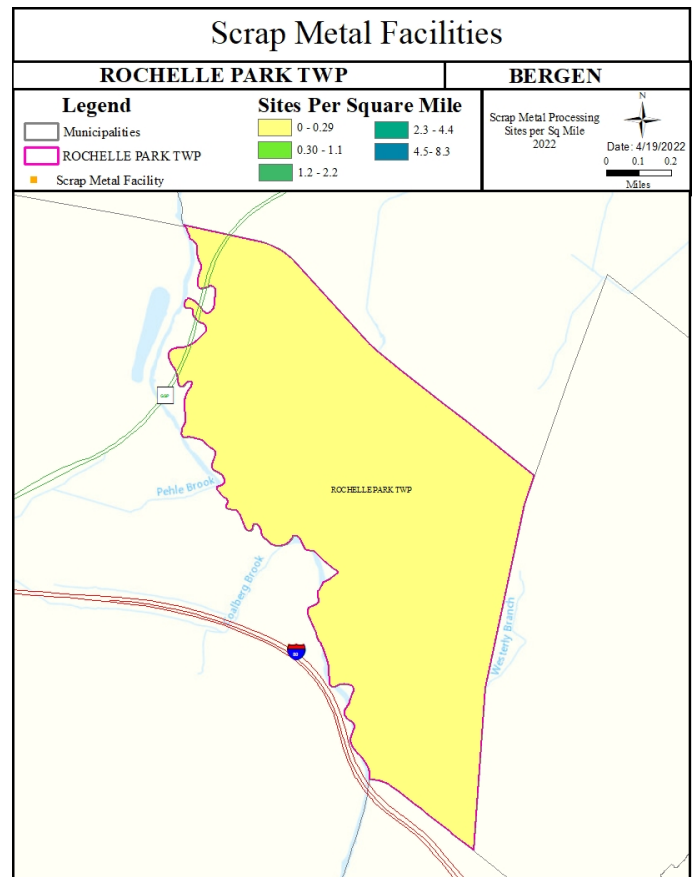 Scrap Metal Facilities
ROCHELLE PARK TWP
BERGEN
Legend
Municipalities
ROCHELLE PARK TWP
Scrap Metal Facility
Sites Per Square Mile
0 - 0.29
0.30 - 1.1
1.2 - 2.2
2.3 - 4.4
4.5- 8.3
Scrap Metal Processing
Sites per Sq Mile
2022
N
Date: 4/19/2022
0 0.1 0.2
Miles
GSP
ROCHELLE PARK TWP
Pehle Brook
oalberg Brook
Westerly Branch
80